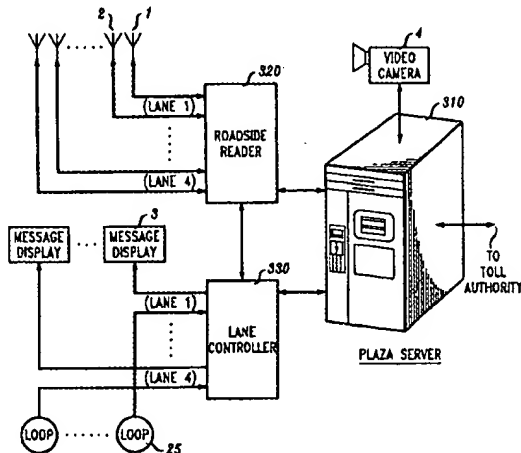 2 1
4
VIDEO
CAMERA
320
310
(LANE 1)
ROADSIDE
READER
(LANE 4)
3
MESSAGE
DISPLAY
MESSAGE
DISPLAY
330
TO
TOLL
AUTHORITY
(LANE 1)
LANE
CONTROLLER
PLAZA SERVER
(LANE 4)
LOOP
LOOP
25